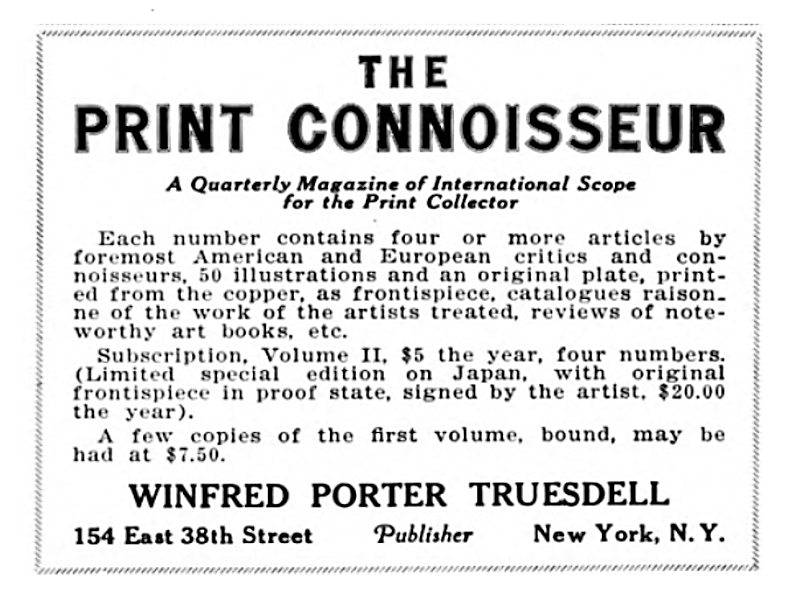 THE
PRINT CONNOISSEUR
A Quarterly Magazine of International Scope
for the Print Collector
Each number contains four or more articles by
foremost American and European critics and con-
noisseurs, 50 illustrations and an original plate, print-
ed from the copper, as frontispiece, catalogues raison-
ne of the work of the artists treated, reviews of note-
worthy art books, etc.
Subscription, Volume II, $5 the year, four numbers.
(Limited special edition on Japan, with original
frontispiece in proof state, signed by the artist, $20.00
the year).
A few copies of the first volume, bound, may be
had at $7.50.
WINFRED PORTER TRUESDELL
154 East 38th Street Publisher New York, N.Y.